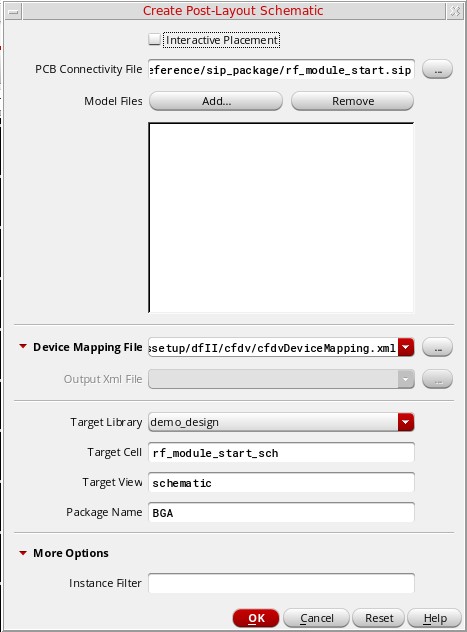 Create Post-Layout Schematic
Interactive Placement
PCB Connectivity File eference/sip_package/rf_module_start.sip ...
Model Files Add... Remove
Device Mapping File ssetup/dfII/cfdv/cfdvDeviceMapping.xml ...
Output Xml File ...
Target Library demo_design
Target Cell rf_module_start_sch
Target View schematic
Package Name BGA
More Options
Instance Filter
OK Cancel Reset Help